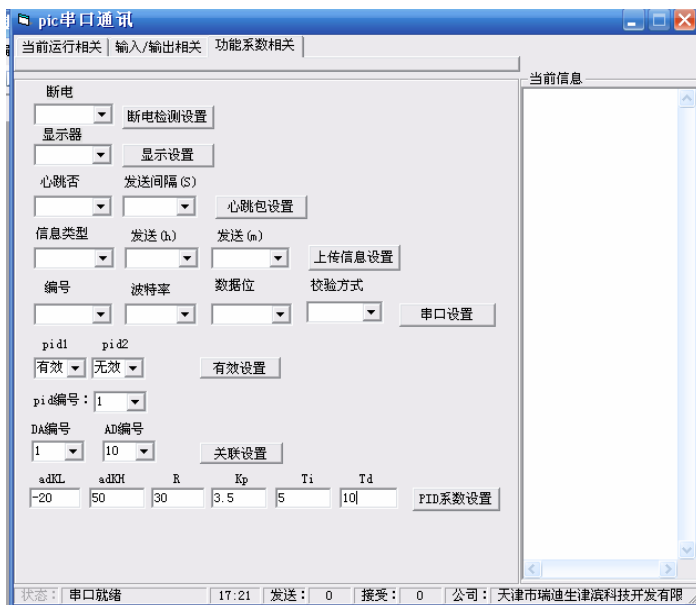 pic串口通讯
当前运行相关 输入/输出相关 功能系数相关
当前信息
断电
断电检测设置
显示器
显示设置
心跳否 发送间隔(S)
心跳包设置
信息类型 发送(h) 发送(m)
上传信息设置
编号 波特率 数据位 校验方式
串口设置
pid1 pid2
有效 无效 有效设置
pid编号： 1
DA编号 AD编号
1 10 关联设置
adKL adKH R Kp Ti Td
-20 50 30 3.5 5 10 PID系数设置
状态： 串口就绪 17:21 发送： 0 接受： 0 公司： 天津市瑞迪生津滨科技开发有限